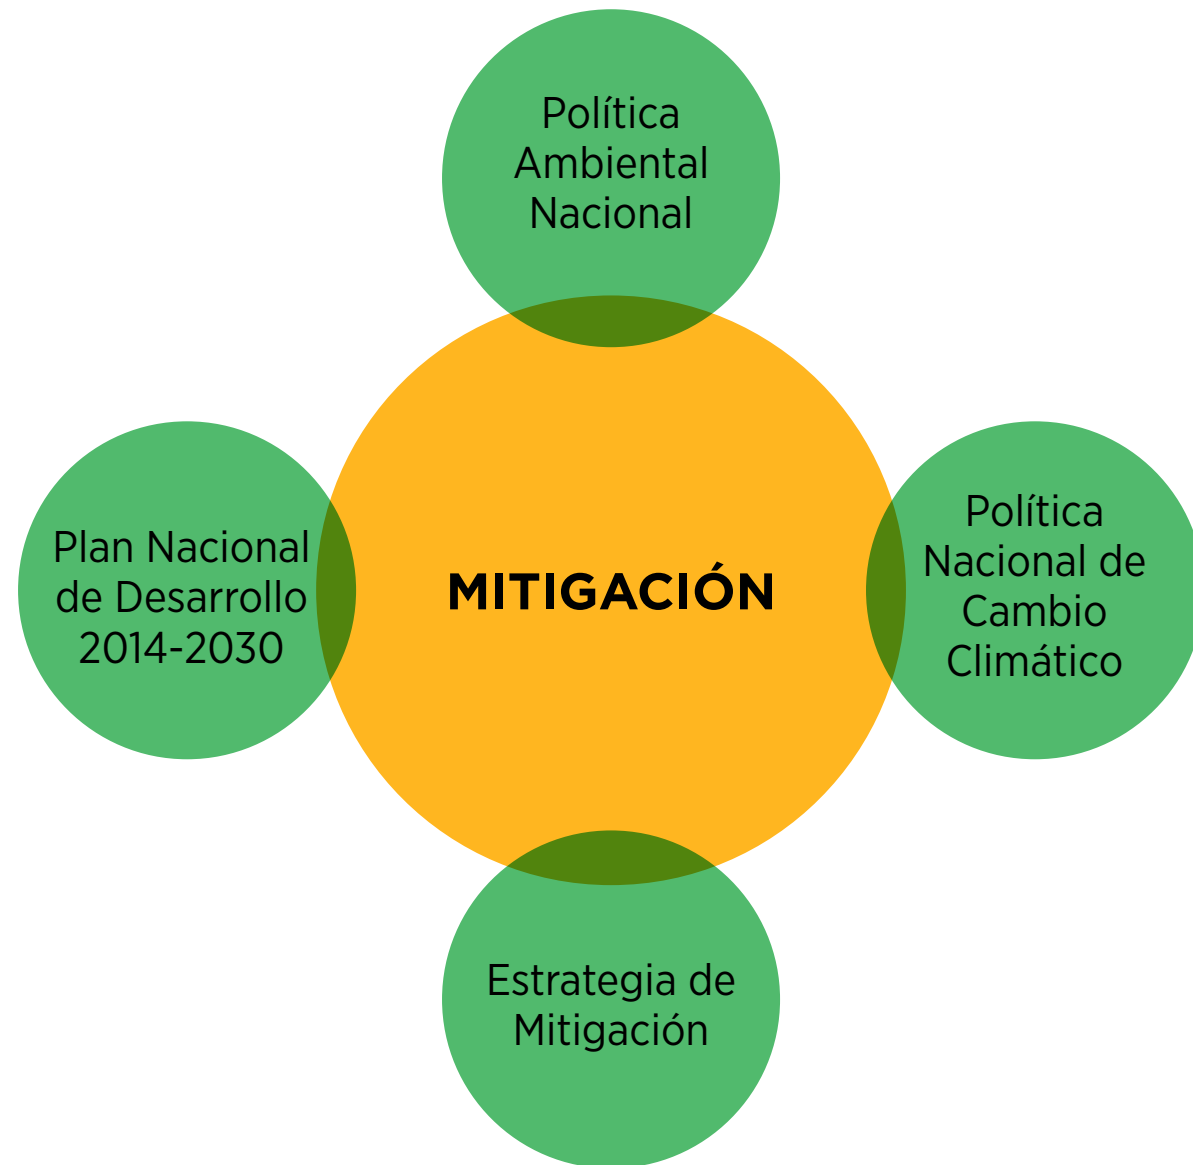 Política
Ambiental
Nacional
Plan Nacional
de Desarrollo
2014-2030
MITIGACIÓN
Política
Nacional de
Cambio
Climático
Estrategia de
Mitigación